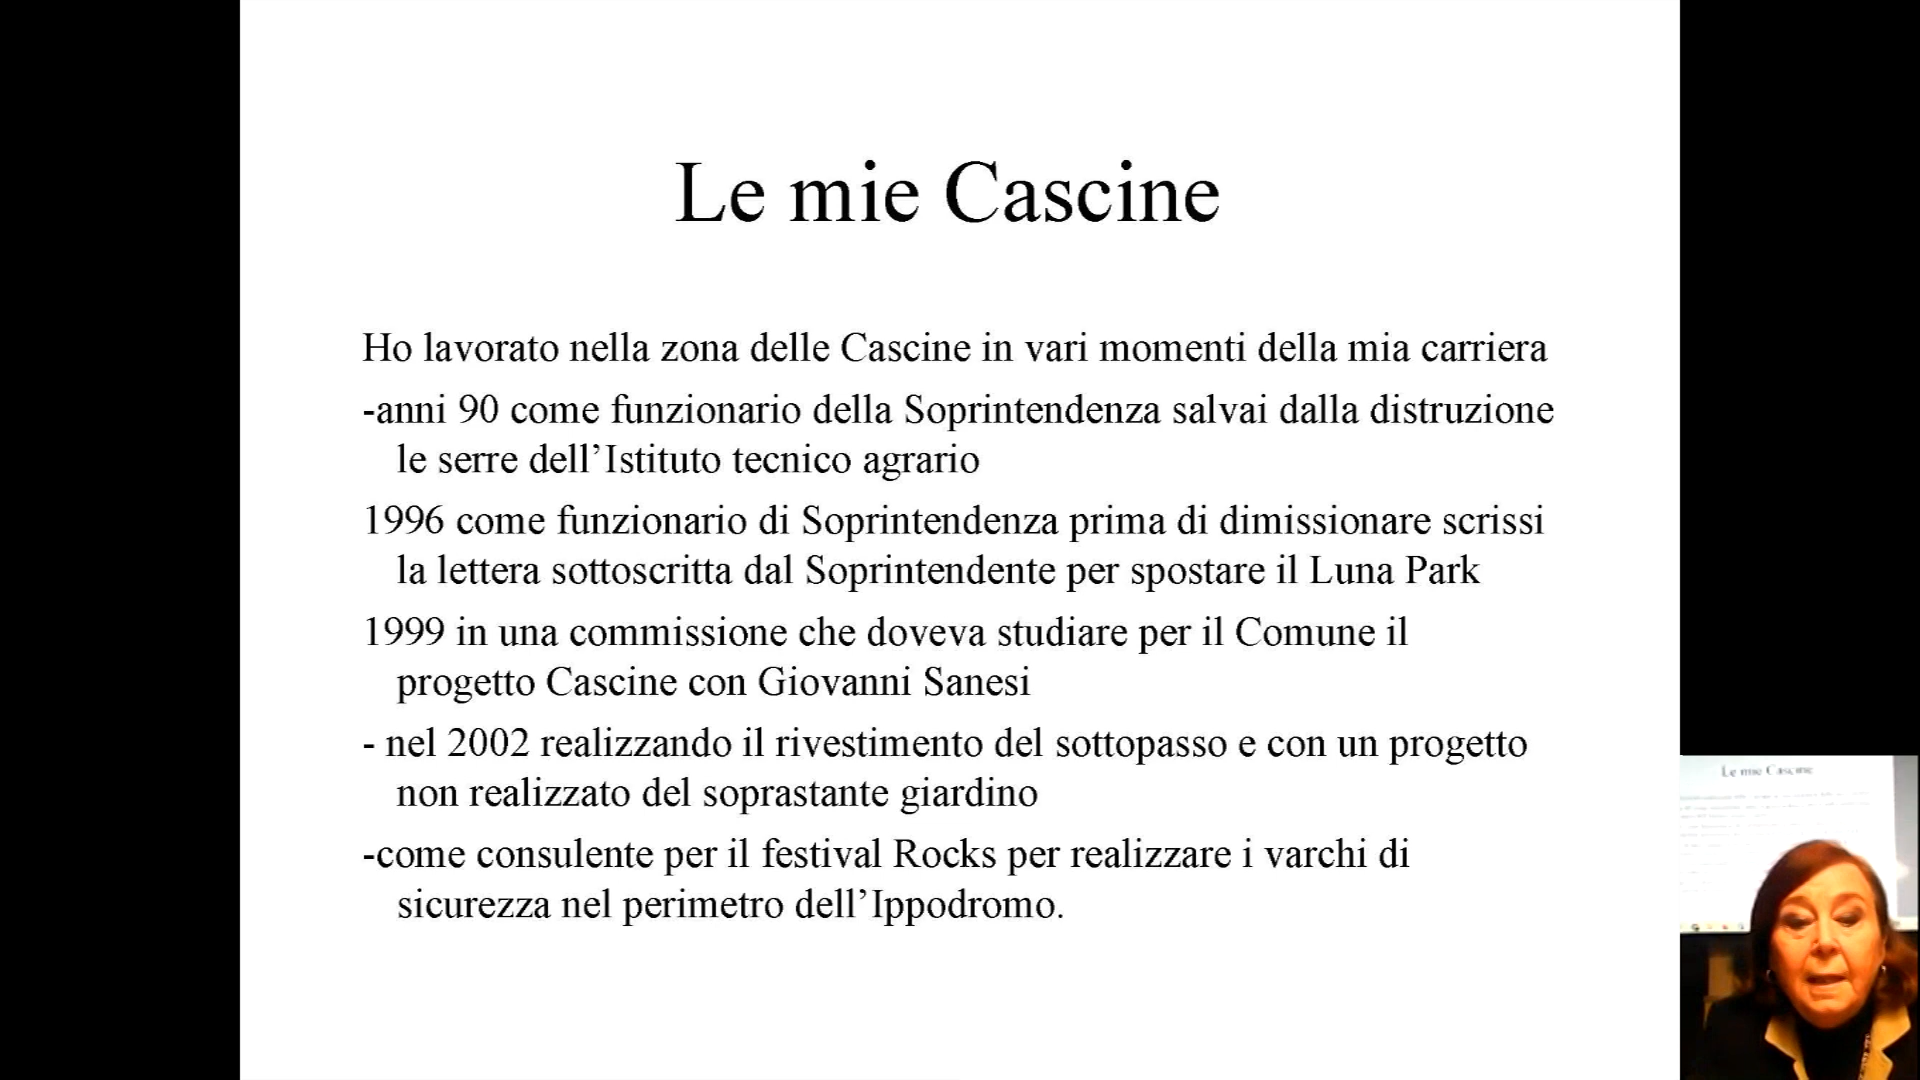 Le mie Cascine
Ho lavorato nella zona delle Cascine in vari momenti della mia carriera
-anni 90 come funzionario della Soprintendenza salvai dalla distruzione
le serre dell’Istituto tecnico agrario
1996 come funzionario di Soprintendenza prima di dimissionare scrissi
la lettera sottoscritta dal Soprintendente per spostare il Luna Park
1999 in una commissione che doveva studiare per il Comune il
progetto Cascine con Giovanni Sanesi
- nel 2002 realizzando il rivestimento del sottopasso e con un progetto
non realizzato del soprastante giardino
-come consulente per il festival Rocks per realizzare i varchi di
sicurezza nel perimetro dell’Ippodromo.
Le mie Cascine